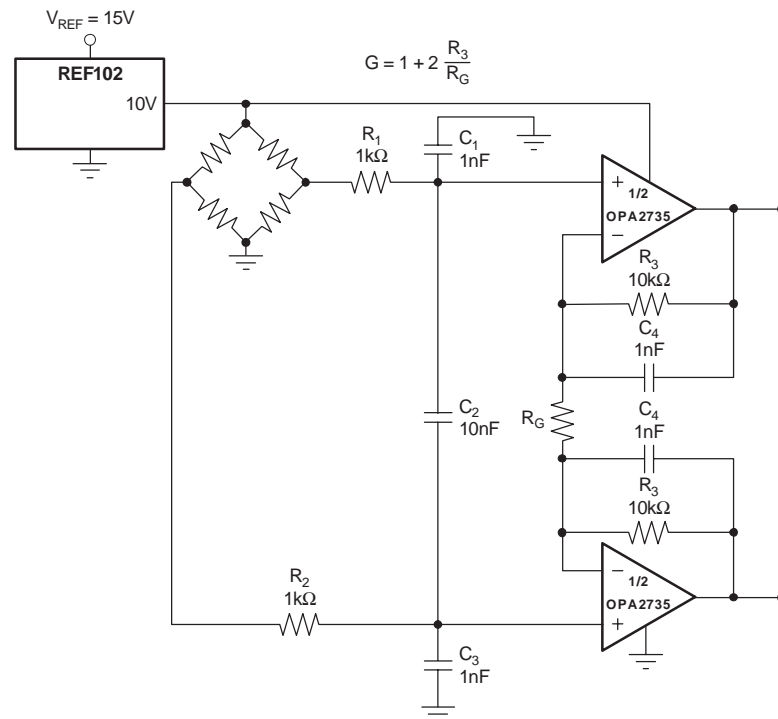 V_REF = 15V
REF102
10V
G = 1 + 2 R_3 / R_G
R_1
1kΩ
C_1
1nF
+
1/2
OPA2735
−
R_3
10kΩ
C_4
1nF
C_2
10nF
R_G
C_4
1nF
R_3
10kΩ
R_2
1kΩ
−
1/2
OPA2735
+
C_3
1nF